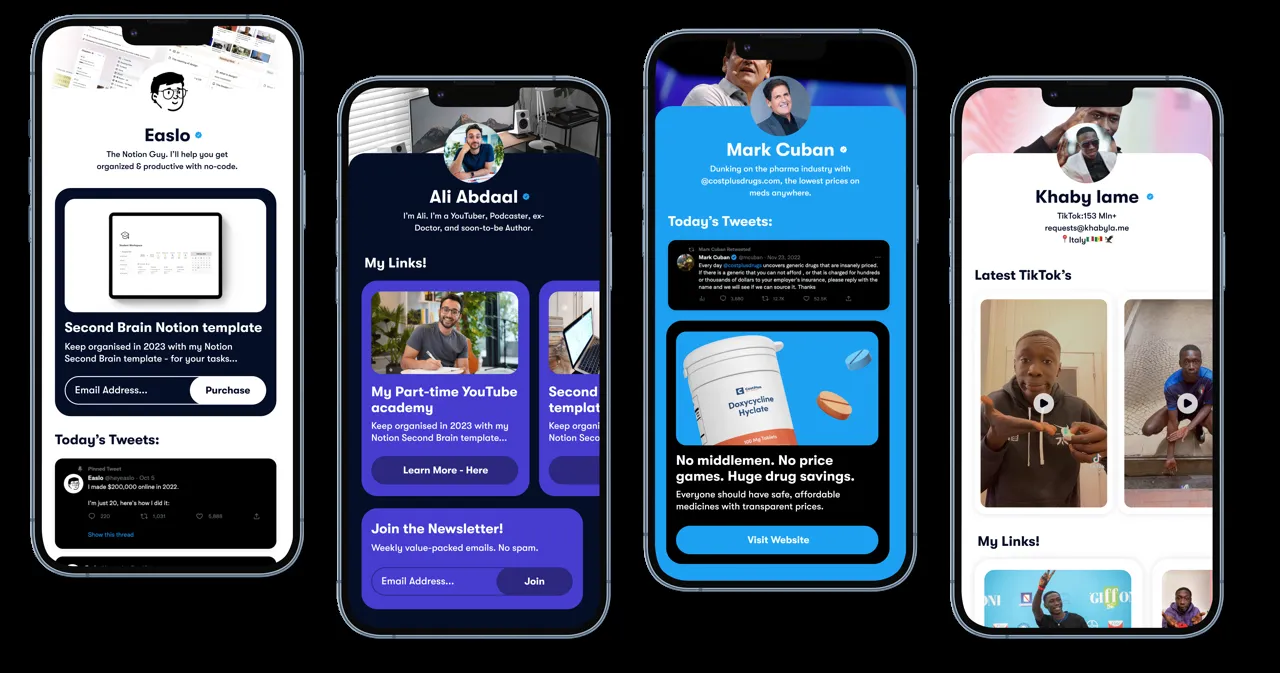 Easlo
The Notion Guy. I'll help you get
organized & productive with no-code.
Second Brain Notion template
Keep organised in 2023 with my Notion
Second Brain template - for your tasks...
Email Address...
Purchase
Today's Tweets:
Pinned Tweet
Easlo @heyeaslo · Oct 5
I made $200,000 online in 2022.
I'm just 20, here's how I did it:
220
1,031
5,888
Show this thread
Ali Abdaal
I'm Ali. I'm a YouTuber, Podcaster, ex-
Doctor, and soon-to-be Author.
My Links!
My Part-time YouTube
academy
Keep organised in 2023 with my
Notion Second Brain template...
Learn More - Here
Second
templat
Keep organi
Notion Seco
Join the Newsletter!
Weekly value-packed emails. No spam.
Email Address...
Join
Mark Cuban
Dunking on the pharma industry with
@costplusdrugs.com, the lowest prices on
meds anywhere.
Today's Tweets:
Mark Cuban Retweeted
Mark Cuban @mcuban · Nov 23, 2022
Every day @costplusdrugs uncovers generic drugs that are insanely priced.
If there is a generic that you can not afford , or that is charged for hundreds
or thousands of dollars to your employer's insurance, please reply with the
name and we will see if we can source it. Thanks
CostPlus
Doxycycline
Hyclate
100 Mg Tablets
No middlemen. No price
games. Huge drug savings.
Everyone should have safe, affordable
medicines with transparent prices.
Visit Website
Khaby lame
TikTok:153 Mln+
requests@khabyla.me
Italy
Latest TikTok's
My Links!
ONI
GIFFONI